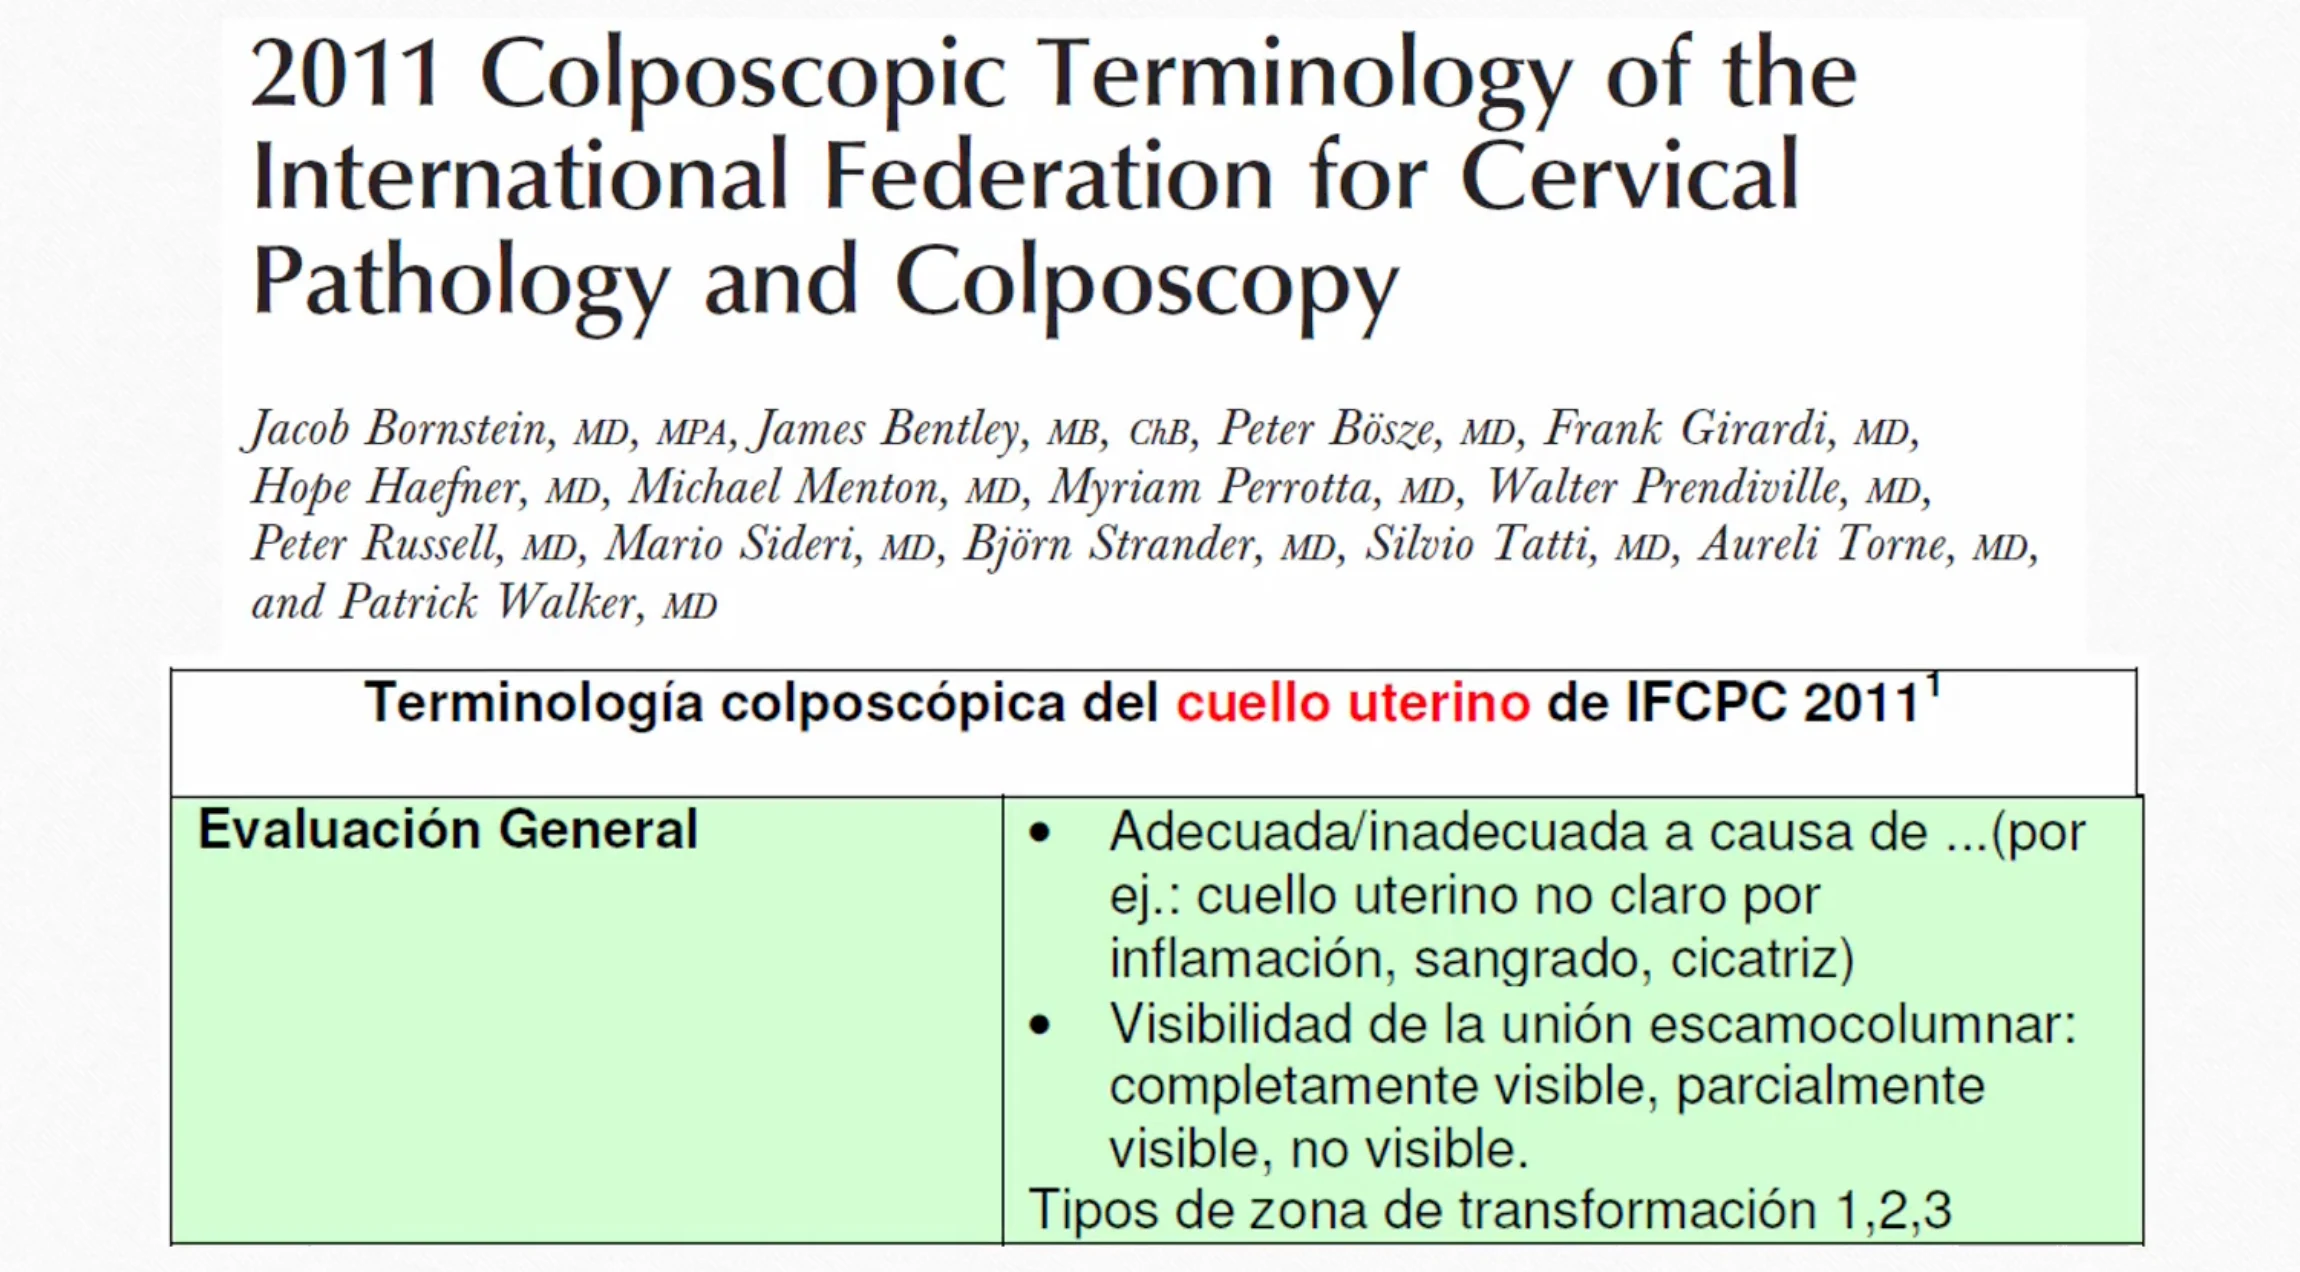 2011 Colposcopic Terminology of the
International Federation for Cervical
Pathology and Colposcopy
Jacob Bornstein, MD, MPA, James Bentley, MB, ChB, Peter Bösze, MD, Frank Girardi, MD,
Hope Haefner, MD, Michael Menton, MD, Myriam Perrotta, MD, Walter Prendiville, MD,
Peter Russell, MD, Mario Sideri, MD, Björn Strander, MD, Silvio Tatti, MD, Aureli Torne, MD,
and Patrick Walker, MD
Terminología colposcópica del cuello uterino de IFCPC 2011¹
Evaluación General
• Adecuada/inadecuada a causa de ...(por
ej.: cuello uterino no claro por
inflamación, sangrado, cicatriz)
• Visibilidad de la unión escamocolumnar:
completamente visible, parcialmente
visible, no visible.
Tipos de zona de transformación 1,2,3